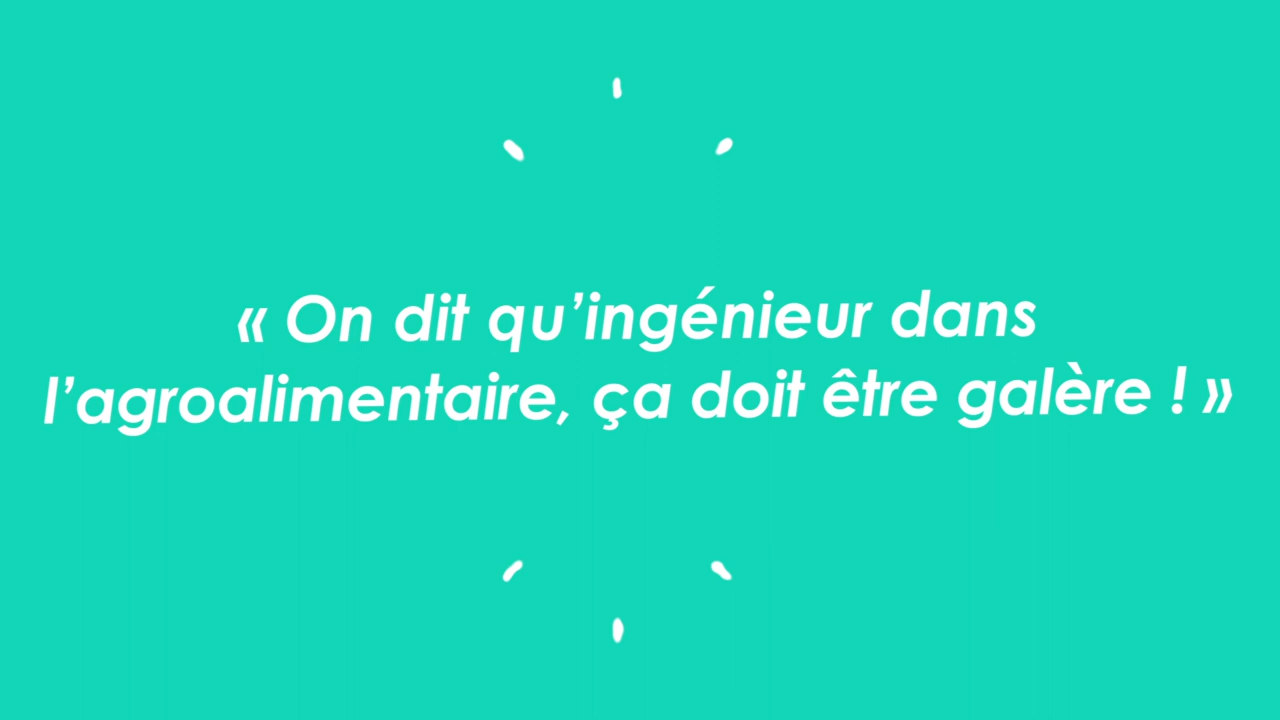 « On dit qu’ingénieur dans
l’agroalimentaire, ça doit être galère ! »